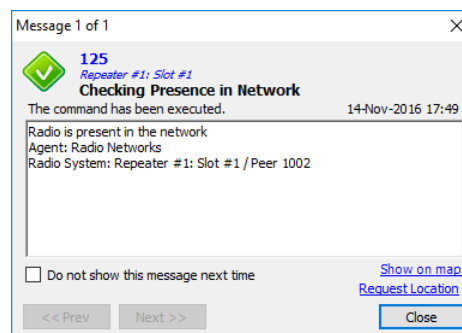 Message 1 of 1
125
Repeater #1: Slot #1
Checking Presence in Network
The command has been executed. 14-Nov-2016 17:49
Radio is present in the network
Agent: Radio Networks
Radio System: Repeater #1: Slot #1 / Peer 1002
Do not show this message next time
Show on map
Request Location
<< Prev Next >> Close